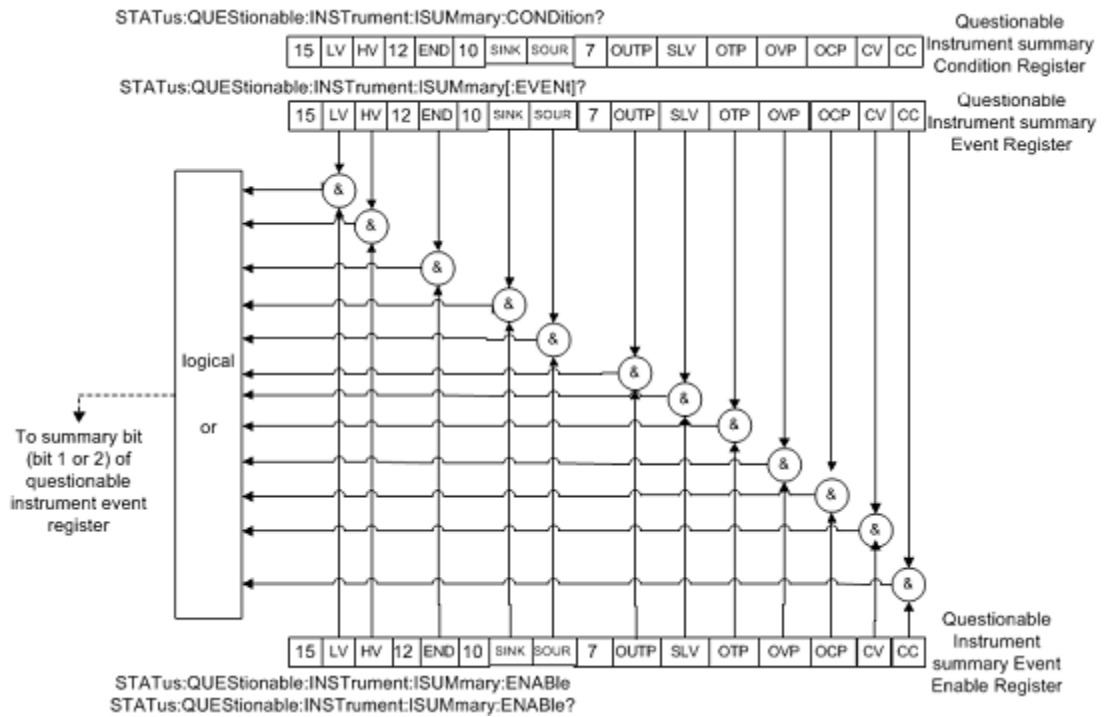 STATus:QUEStionable:INSTrument:ISUMmary:CONDition?
Questionable
Instrument summary
Condition Register
15 LV HV 12 END 10 SINK SOUR 7 OUTP SLV OTP OVP OCP CV CC
STATus:QUEStionable:INSTrument:ISUMmary[:EVENt]?
Questionable
Instrument summary
Event Register
15 LV HV 12 END 10 SINK SOUR 7 OUTP SLV OTP OVP OCP CV CC
&
&
&
&
&
&
&
&
&
&
&
&
logical
or
To summary bit
(bit 1 or 2) of
questionable
instrument event
register
Questionable
Instrument
summary Event
Enable Register
15 LV HV 12 END 10 SINK SOUR 7 OUTP SLV OTP OVP OCP CV CC
STATus:QUEStionable:INSTrument:ISUMmary:ENABle
STATus:QUEStionable:INSTrument:ISUMmary:ENABle?